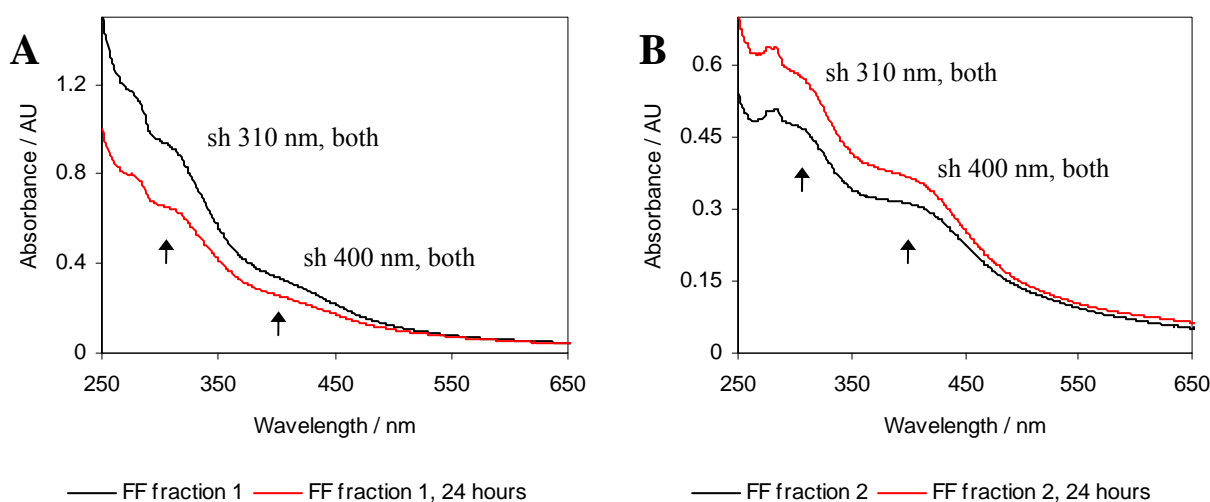 A
Absorbance / AU
1.2
0.8
0.4
0
250 350 450 550 650
Wavelength / nm
sh 310 nm, both
sh 400 nm, both
FF fraction 1 FF fraction 1, 24 hours
B
Absorbance / AU
0.6
0.45
0.3
0.15
0
250 350 450 550 650
Wavelength / nm
sh 310 nm, both
sh 400 nm, both
FF fraction 2 FF fraction 2, 24 hours